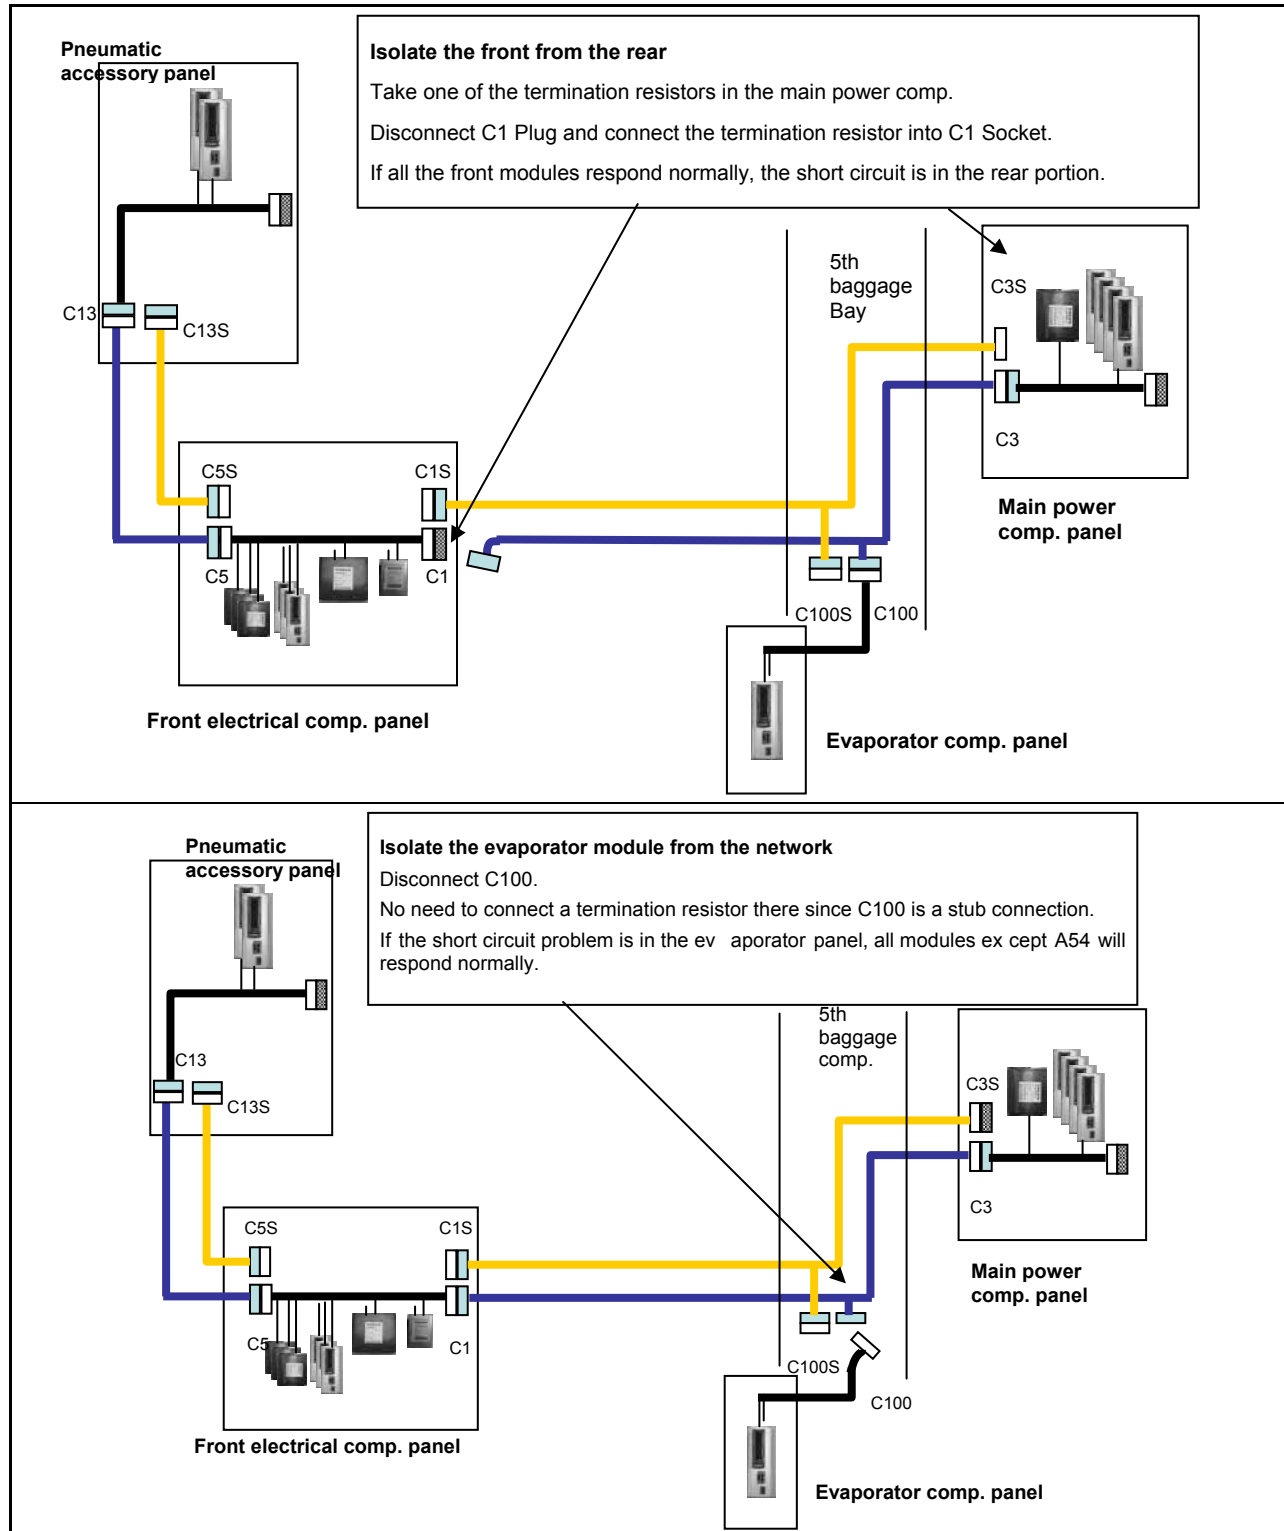 Pneumatic
accessory panel
Isolate the front from the rear
Take one of the termination resistors in the main power comp.
Disconnect C1 Plug and connect the termination resistor into C1 Socket.
If all the front modules respond normally, the short circuit is in the rear portion.
5th
baggage
Bay
C3S
C13
C13S
C3
C5S
C1S
Main power
comp. panel
C5
C1
C100S
C100
Front electrical comp. panel
Evaporator comp. panel
Pneumatic
accessory panel
Isolate the evaporator module from the network
Disconnect C100.
No need to connect a termination resistor there since C100 is a stub connection.
If the short circuit problem is in the ev aporator panel, all modules ex cept A54 will
respond normally.
5th
baggage
comp.
C13
C3S
C13S
C3
C5S
C1S
Main power
comp. panel
C5
C1
C100S
C100
Front electrical comp. panel
Evaporator comp. panel